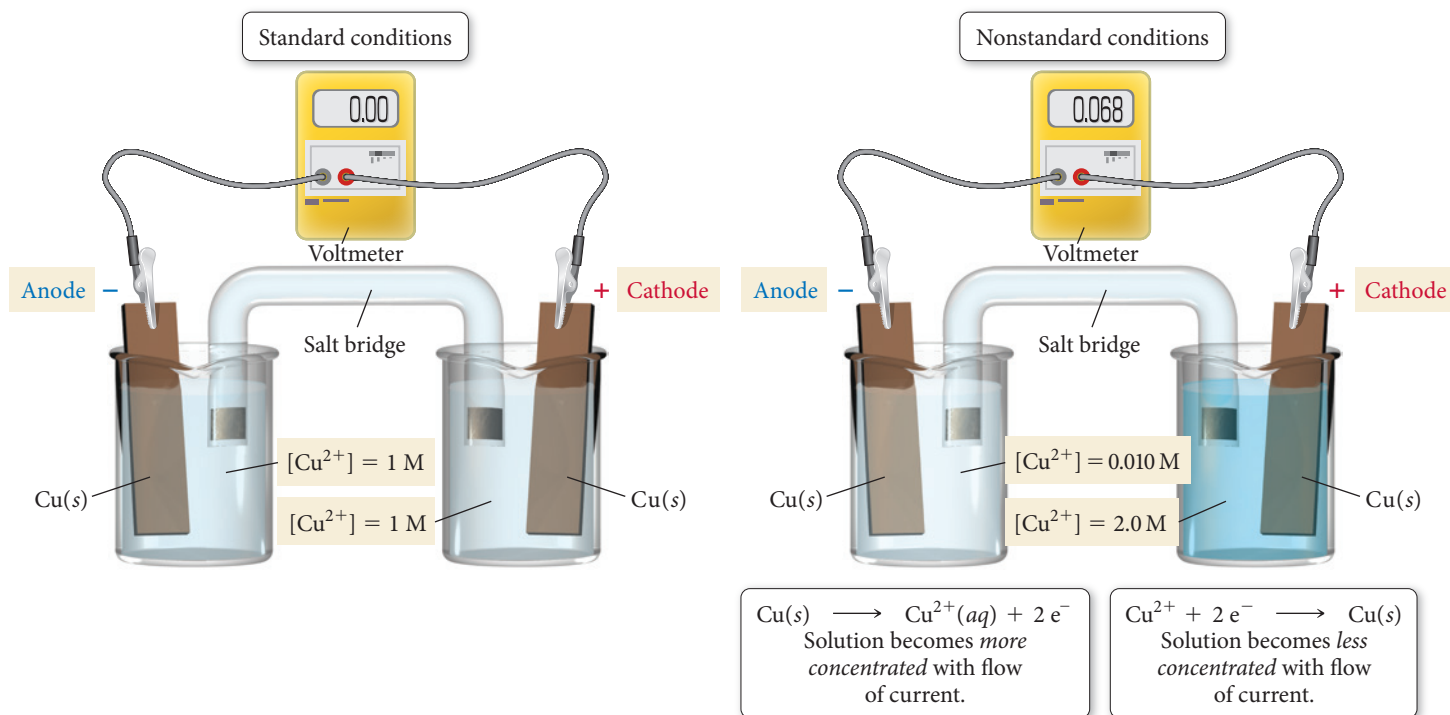 Standard conditions
0.00
Voltmeter
Anode −
+ Cathode
Salt bridge
[Cu²⁺] = 1 M
Cu(s)
Cu(s)
[Cu²⁺] = 1 M
Nonstandard conditions
0.068
Voltmeter
Anode −
+ Cathode
Salt bridge
[Cu²⁺] = 0.010 M
Cu(s)
Cu(s)
[Cu²⁺] = 2.0 M
Cu(s) ⟶ Cu²⁺(aq) + 2 e⁻
Solution becomes more
concentrated with flow
of current.
Cu²⁺ + 2 e⁻ ⟶ Cu(s)
Solution becomes less
concentrated with flow
of current.